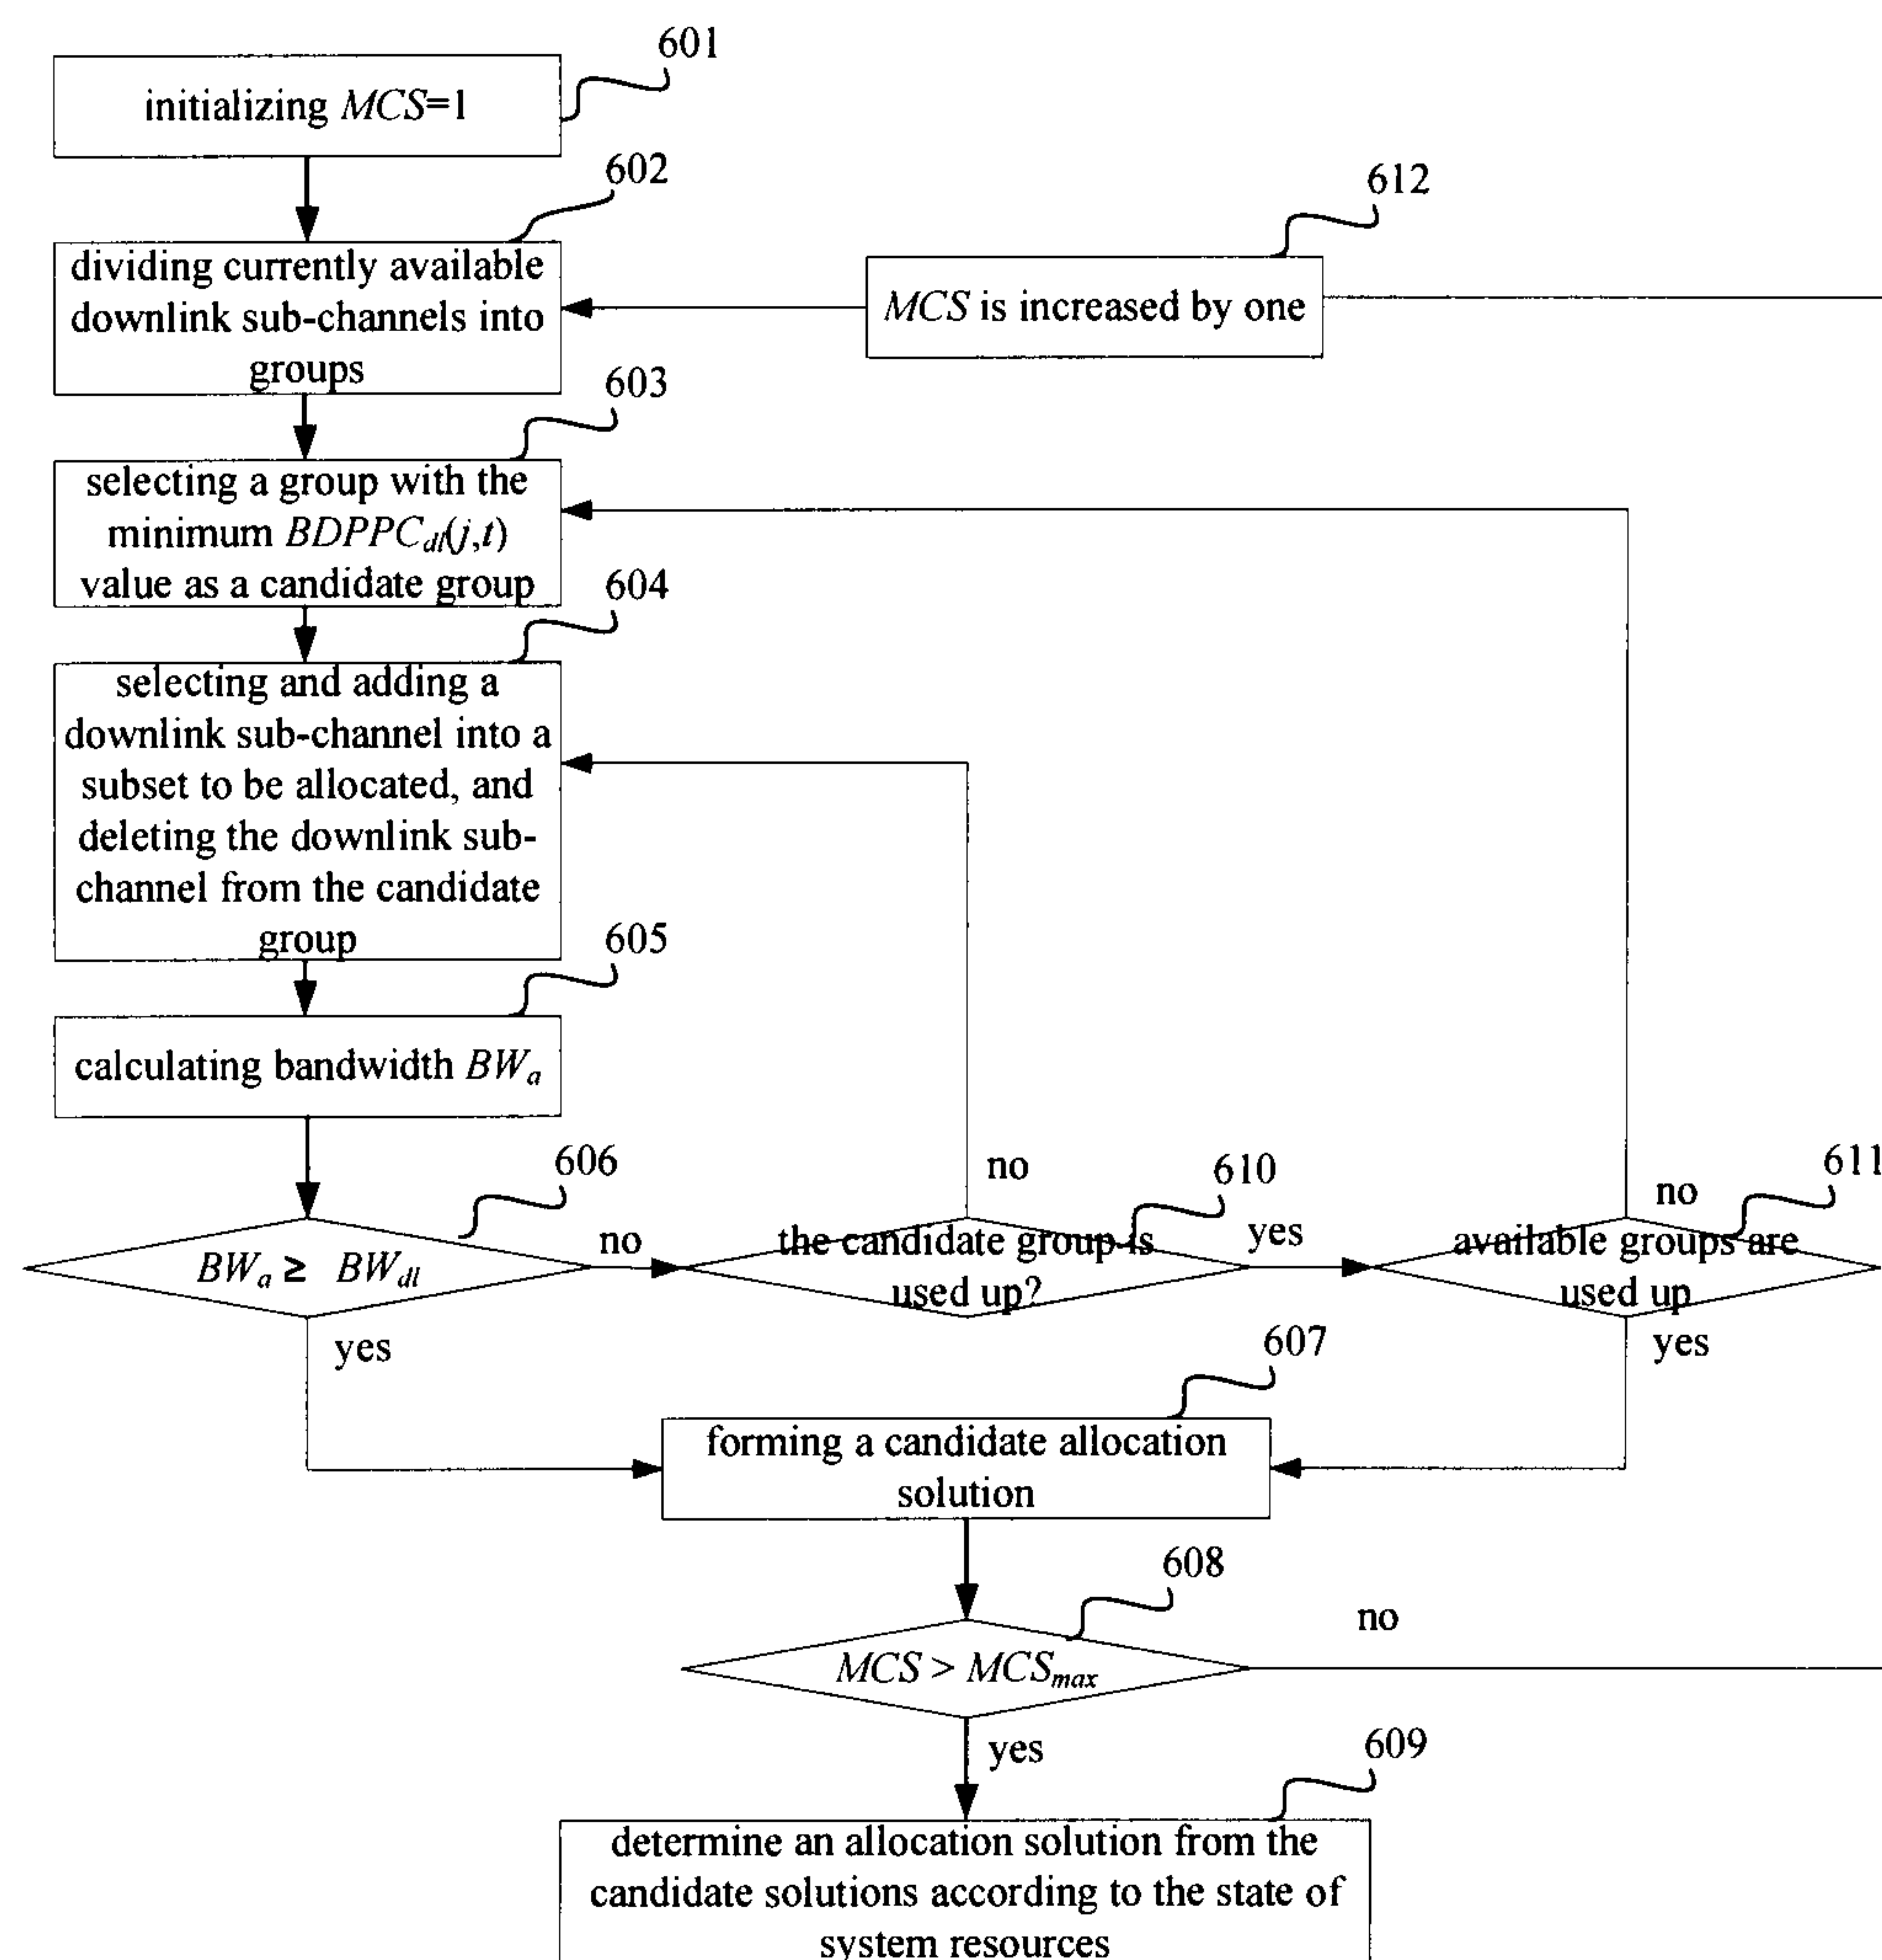 601
initializing MCS=1
602
612
dividing currently available
downlink sub-channels into
groups
MCS is increased by one
603
selecting a group with the
minimum BDPPC_dl(j,t)
value as a candidate group
604
selecting and adding a
downlink sub-channel into a
subset to be allocated, and
deleting the downlink sub-
channel from the candidate
group
605
calculating bandwidth BW_a
606
no
610
no
611
BW_a ≥ BW_dl
no
the candidate group is
used up?
yes
available groups are
used up
yes
yes
607
forming a candidate allocation
solution
608
MCS > MCS_max
no
yes
609
determine an allocation solution from the
candidate solutions according to the state of
system resources